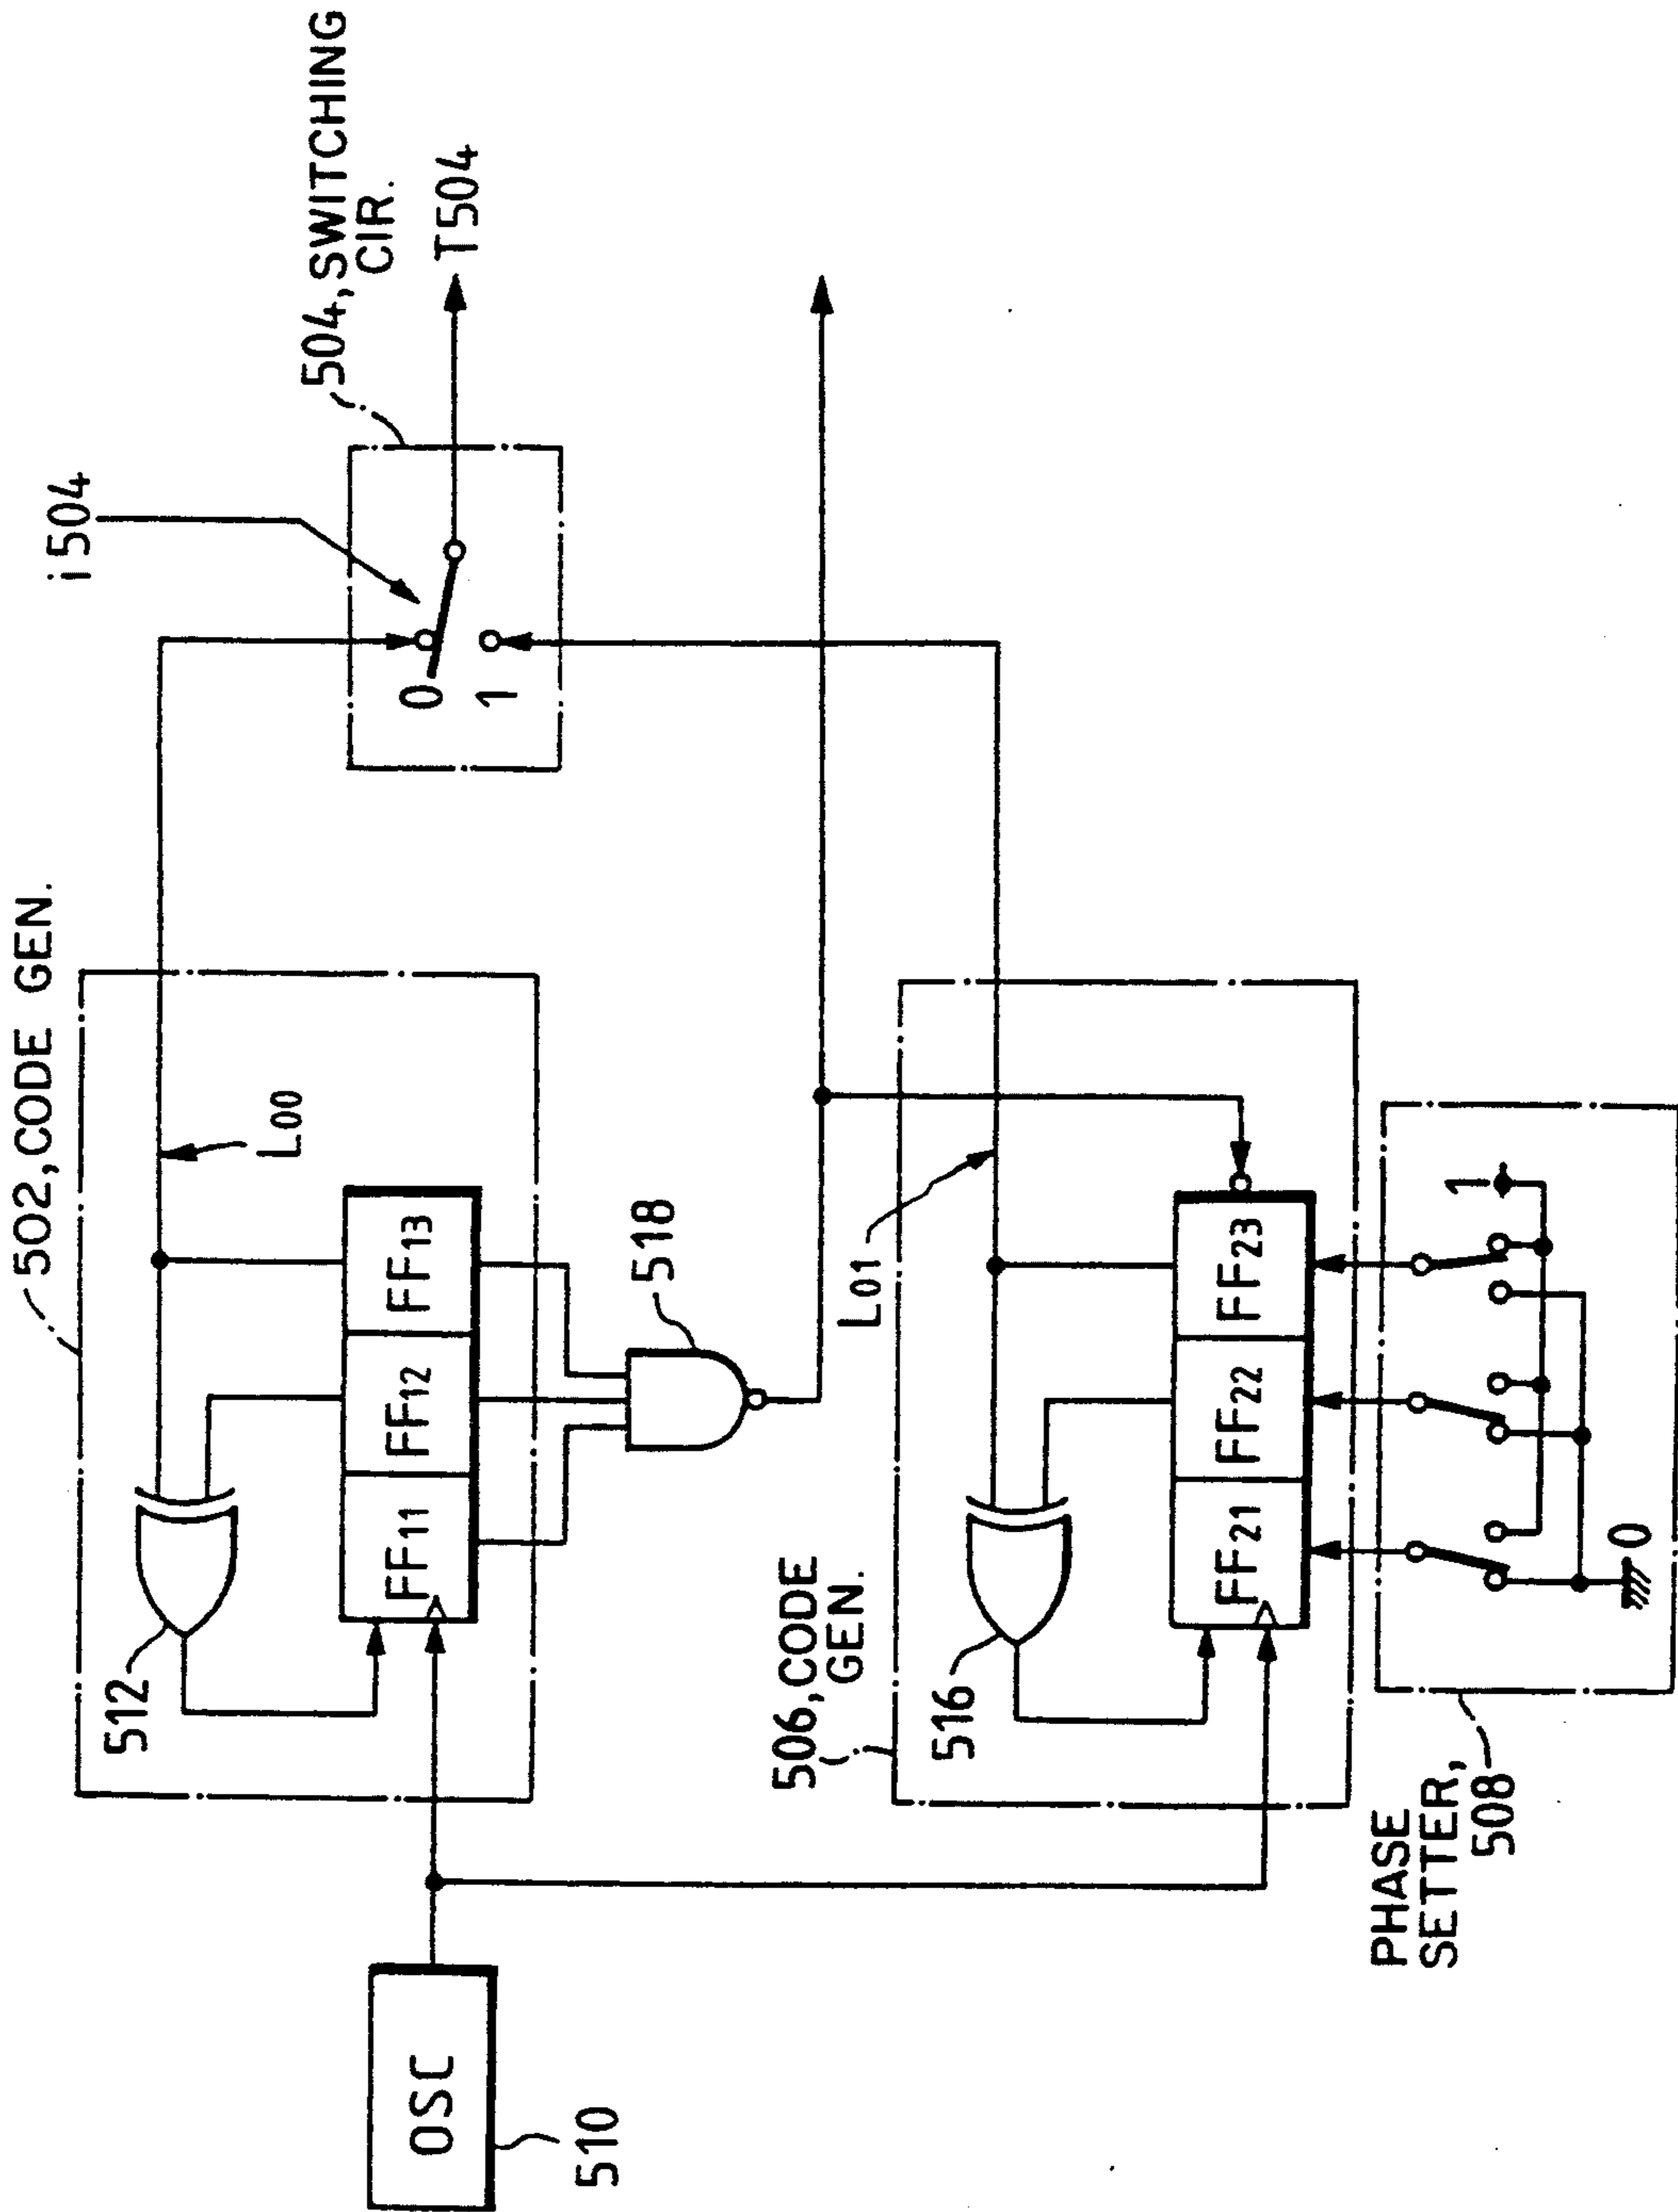 502, CODE GEN.
i504
504, SWITCHING
CIR.
T504
L00
512
FF11
FF12
FF13
518
OSC
510
0
1
506, CODE
GEN.
L01
516
FF21
FF22
FF23
PHASE
SETTER,
508
0
1